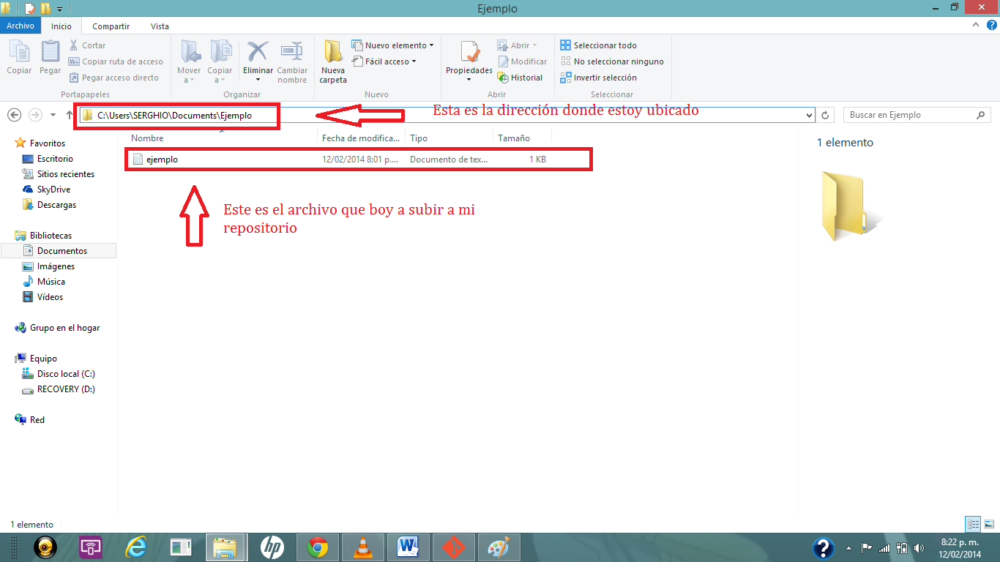 Ejemplo
Archivo Inicio Compartir Vista
Copiar
Pegar
Cortar
Copiar ruta de acceso
Pegar acceso directo
Portapapeles
Mover a
Copiar a
Eliminar
Cambiar nombre
Organizar
Nueva carpeta
Nuevo elemento
Fácil acceso
Nuevo
Propiedades
Abrir
Modificar
Historial
Abrir
Seleccionar todo
No seleccionar ninguno
Invertir selección
Seleccionar
C:\Users\SERGHIO\Documents\Ejemplo
Esta es la dirección donde estoy ubicado
Buscar en Ejemplo
Nombre Fecha de modifica... Tipo Tamaño
ejemplo 12/02/2014 8:01 p.... Documento de tex... 1 KB
Este es el archivo que boy a subir a mi
repositorio
Favoritos
Escritorio
Sitios recientes
SkyDrive
Descargas
Bibliotecas
Documentos
Imágenes
Música
Vídeos
Grupo en el hogar
Equipo
Disco local (C:)
RECOVERY (D:)
Red
1 elemento
1 elemento
hp
8:22 p. m.
12/02/2014